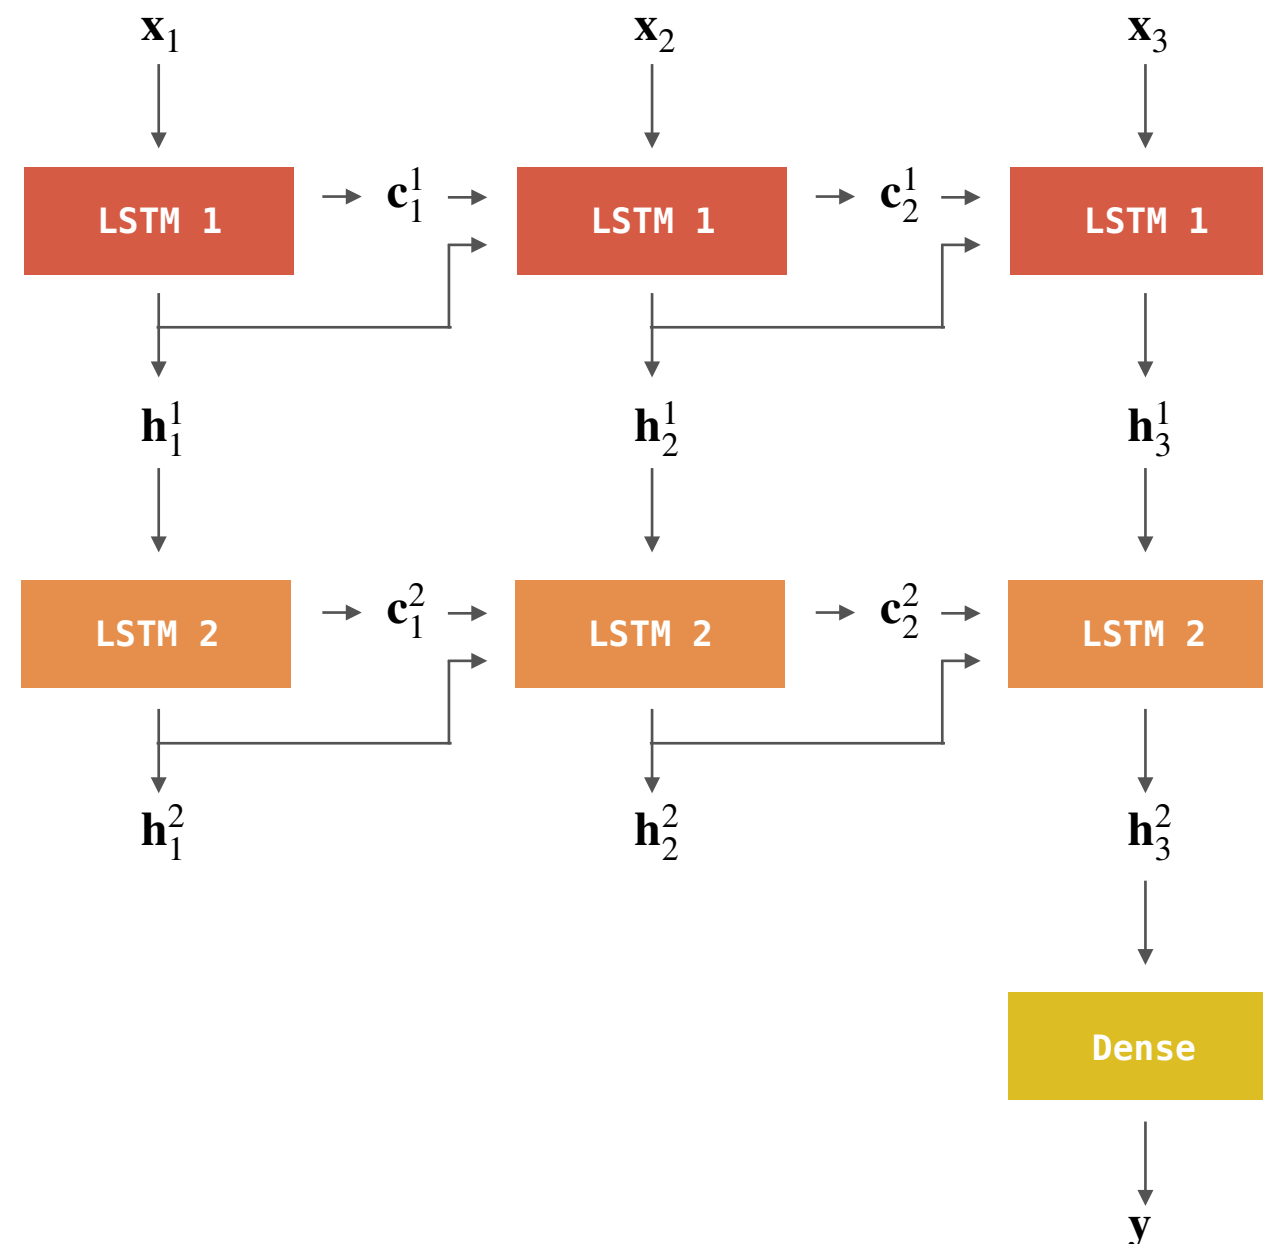 x₁ x₂ x₃
LSTM 1 c₁¹ LSTM 1 c₂¹ LSTM 1
h₁¹ h₂¹ h₃¹
LSTM 2 c₁² LSTM 2 c₂² LSTM 2
h₁² h₂² h₃²
Dense
y